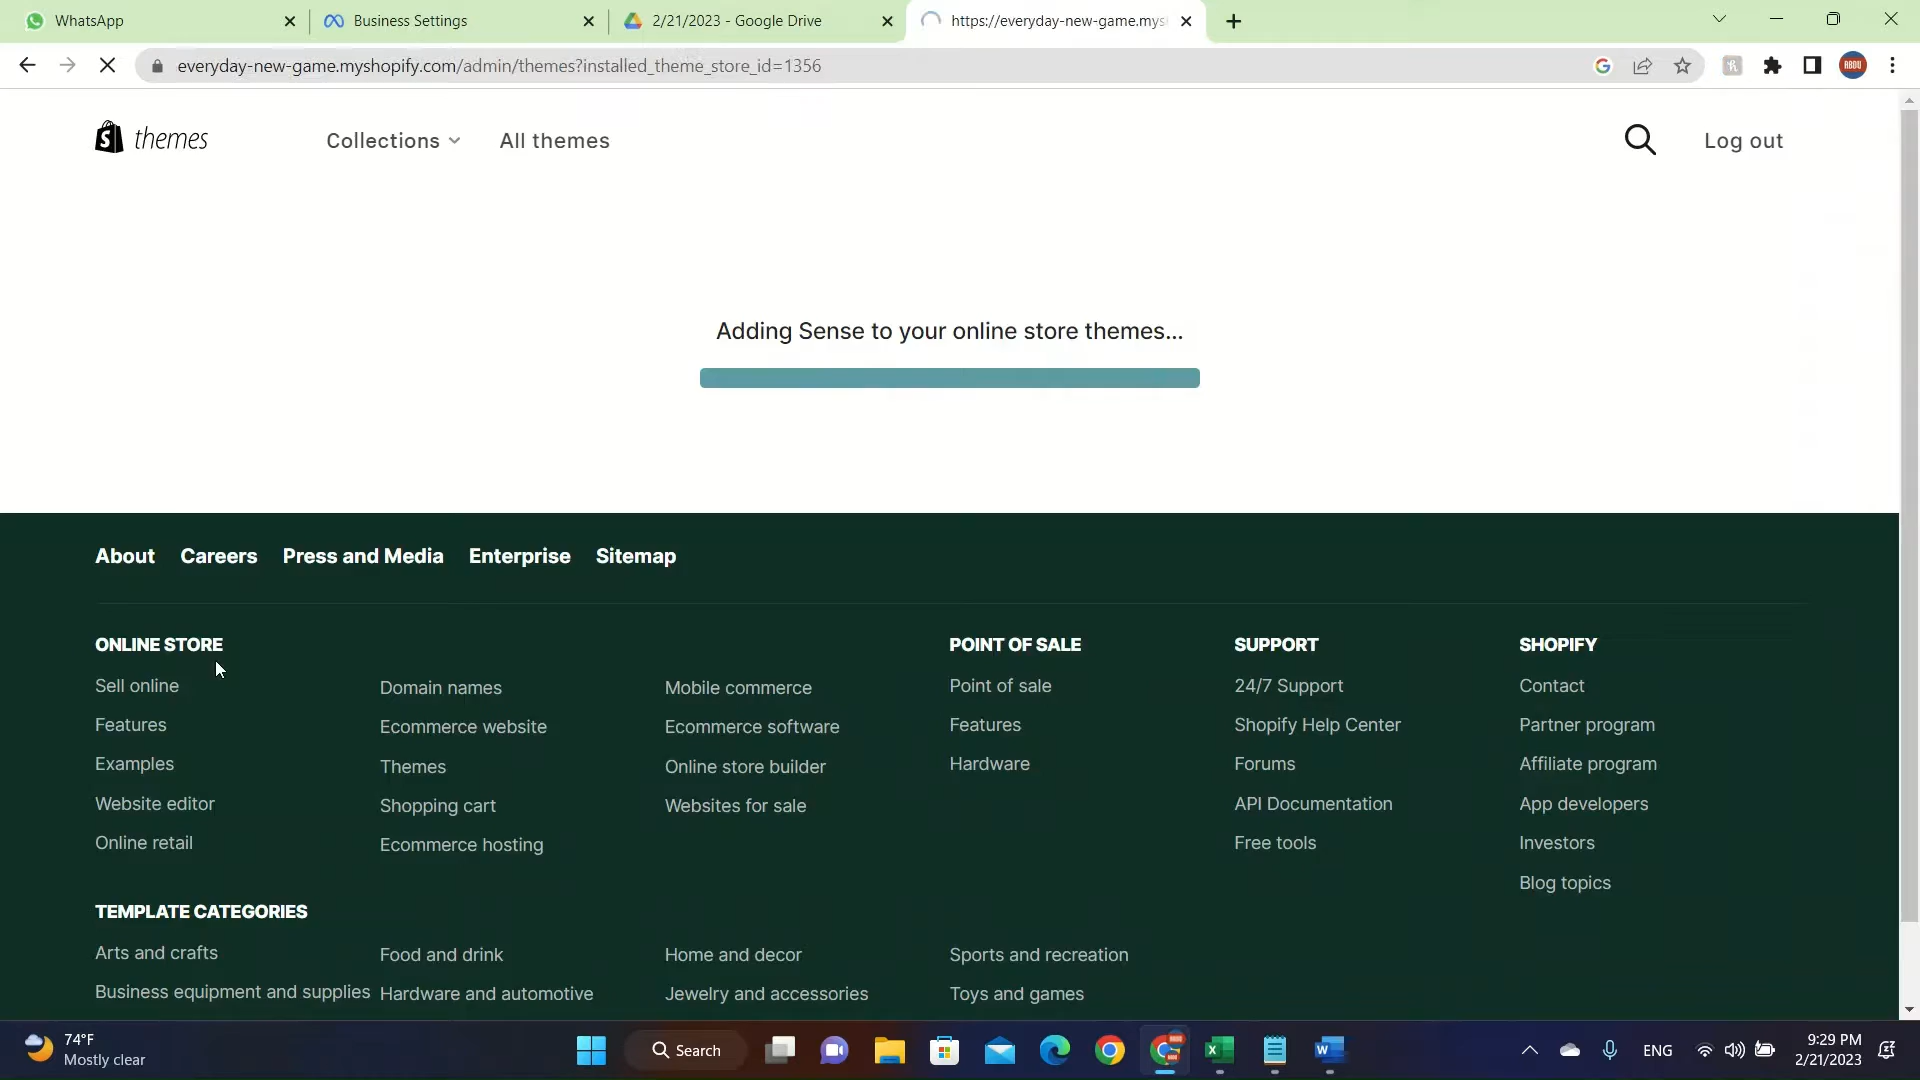 WhatsApp
Business Settings
2/21/2023 - Google Drive
https://everyday-new-game.mys
everyday-new-game.myshopify.com/admin/themes?installed_theme_store_id=1356
ABDU
themes
Collections
All themes
Log out
Adding Sense to your online store themes...
About Careers Press and Media Enterprise Sitemap
ONLINE STORE
Sell online
Features
Examples
Website editor
Online retail
Domain names
Ecommerce website
Themes
Shopping cart
Ecommerce hosting
Mobile commerce
Ecommerce software
Online store builder
Websites for sale
POINT OF SALE
Point of sale
Features
Hardware
SUPPORT
24/7 Support
Shopify Help Center
Forums
API Documentation
Free tools
SHOPIFY
Contact
Partner program
Affiliate program
App developers
Investors
Blog topics
TEMPLATE CATEGORIES
Arts and crafts
Business equipment and supplies
Food and drink
Hardware and automotive
Home and decor
Jewelry and accessories
Sports and recreation
Toys and games
74°F
Mostly clear
Search
ENG
9:29 PM
2/21/2023